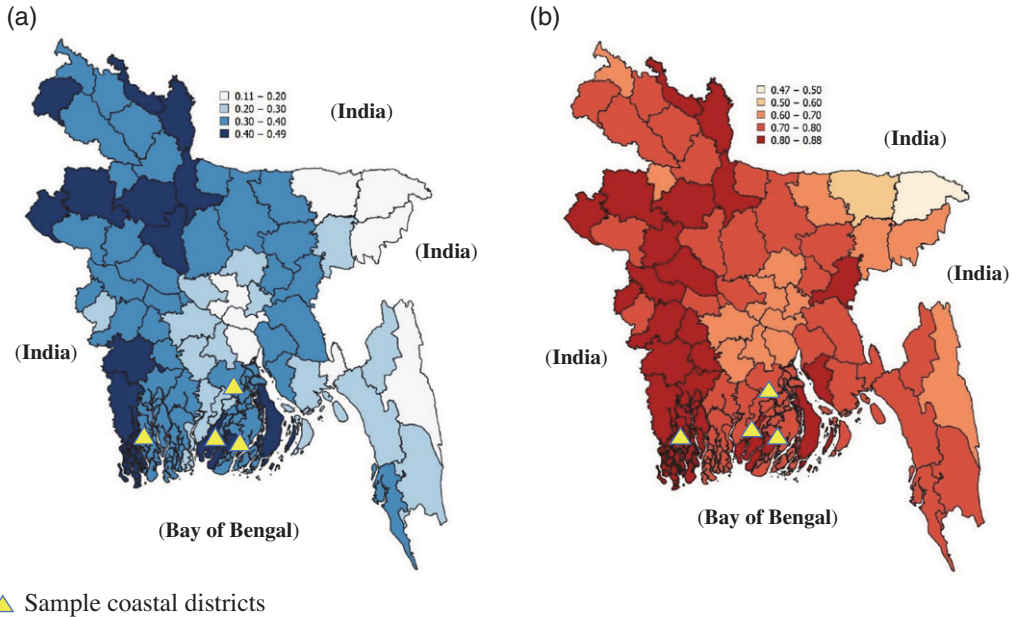 (a)
0.11 – 0.20
0.20 – 0.30
0.30 – 0.40
0.40 – 0.49
(India)
(India)
(India)
(Bay of Bengal)
Sample coastal districts
(b)
0.47 – 0.50
0.50 – 0.60
0.60 – 0.70
0.70 – 0.80
0.80 – 0.88
(India)
(India)
(India)
(Bay of Bengal)